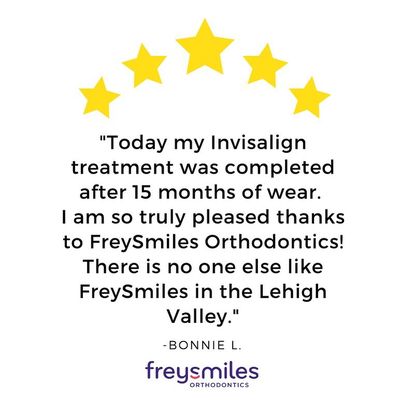 "Today my Invisalign
treatment was completed
after 15 months of wear.
I am so truly pleased thanks
to FreySmiles Orthodontics!
There is no one else like
FreySmiles in the Lehigh
Valley."
-BONNIE L.
freysmiles
ORTHODONTICS